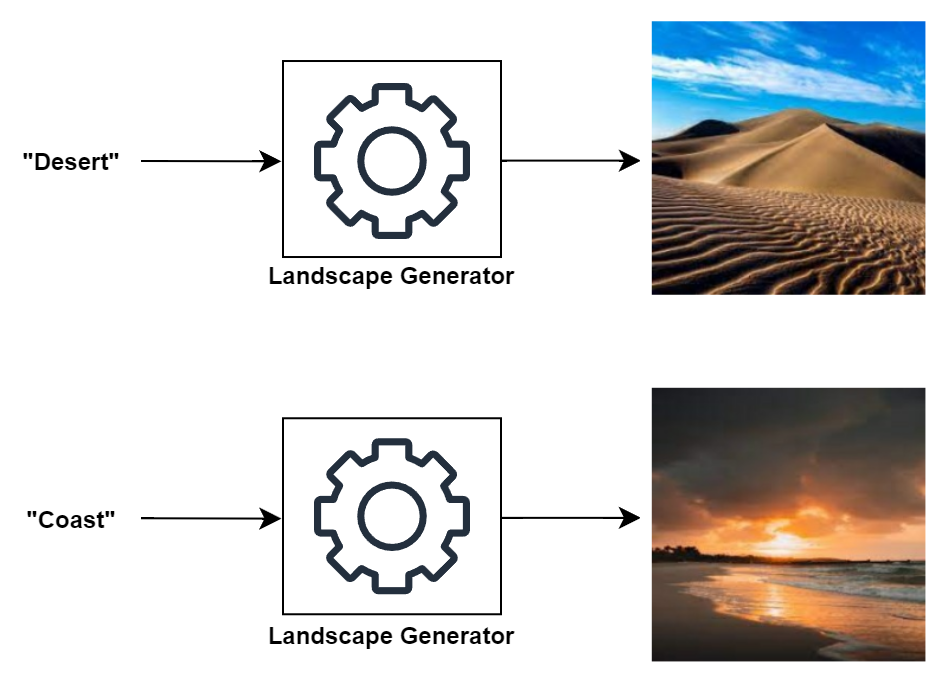 "Desert"
Landscape Generator
"Coast"
Landscape Generator